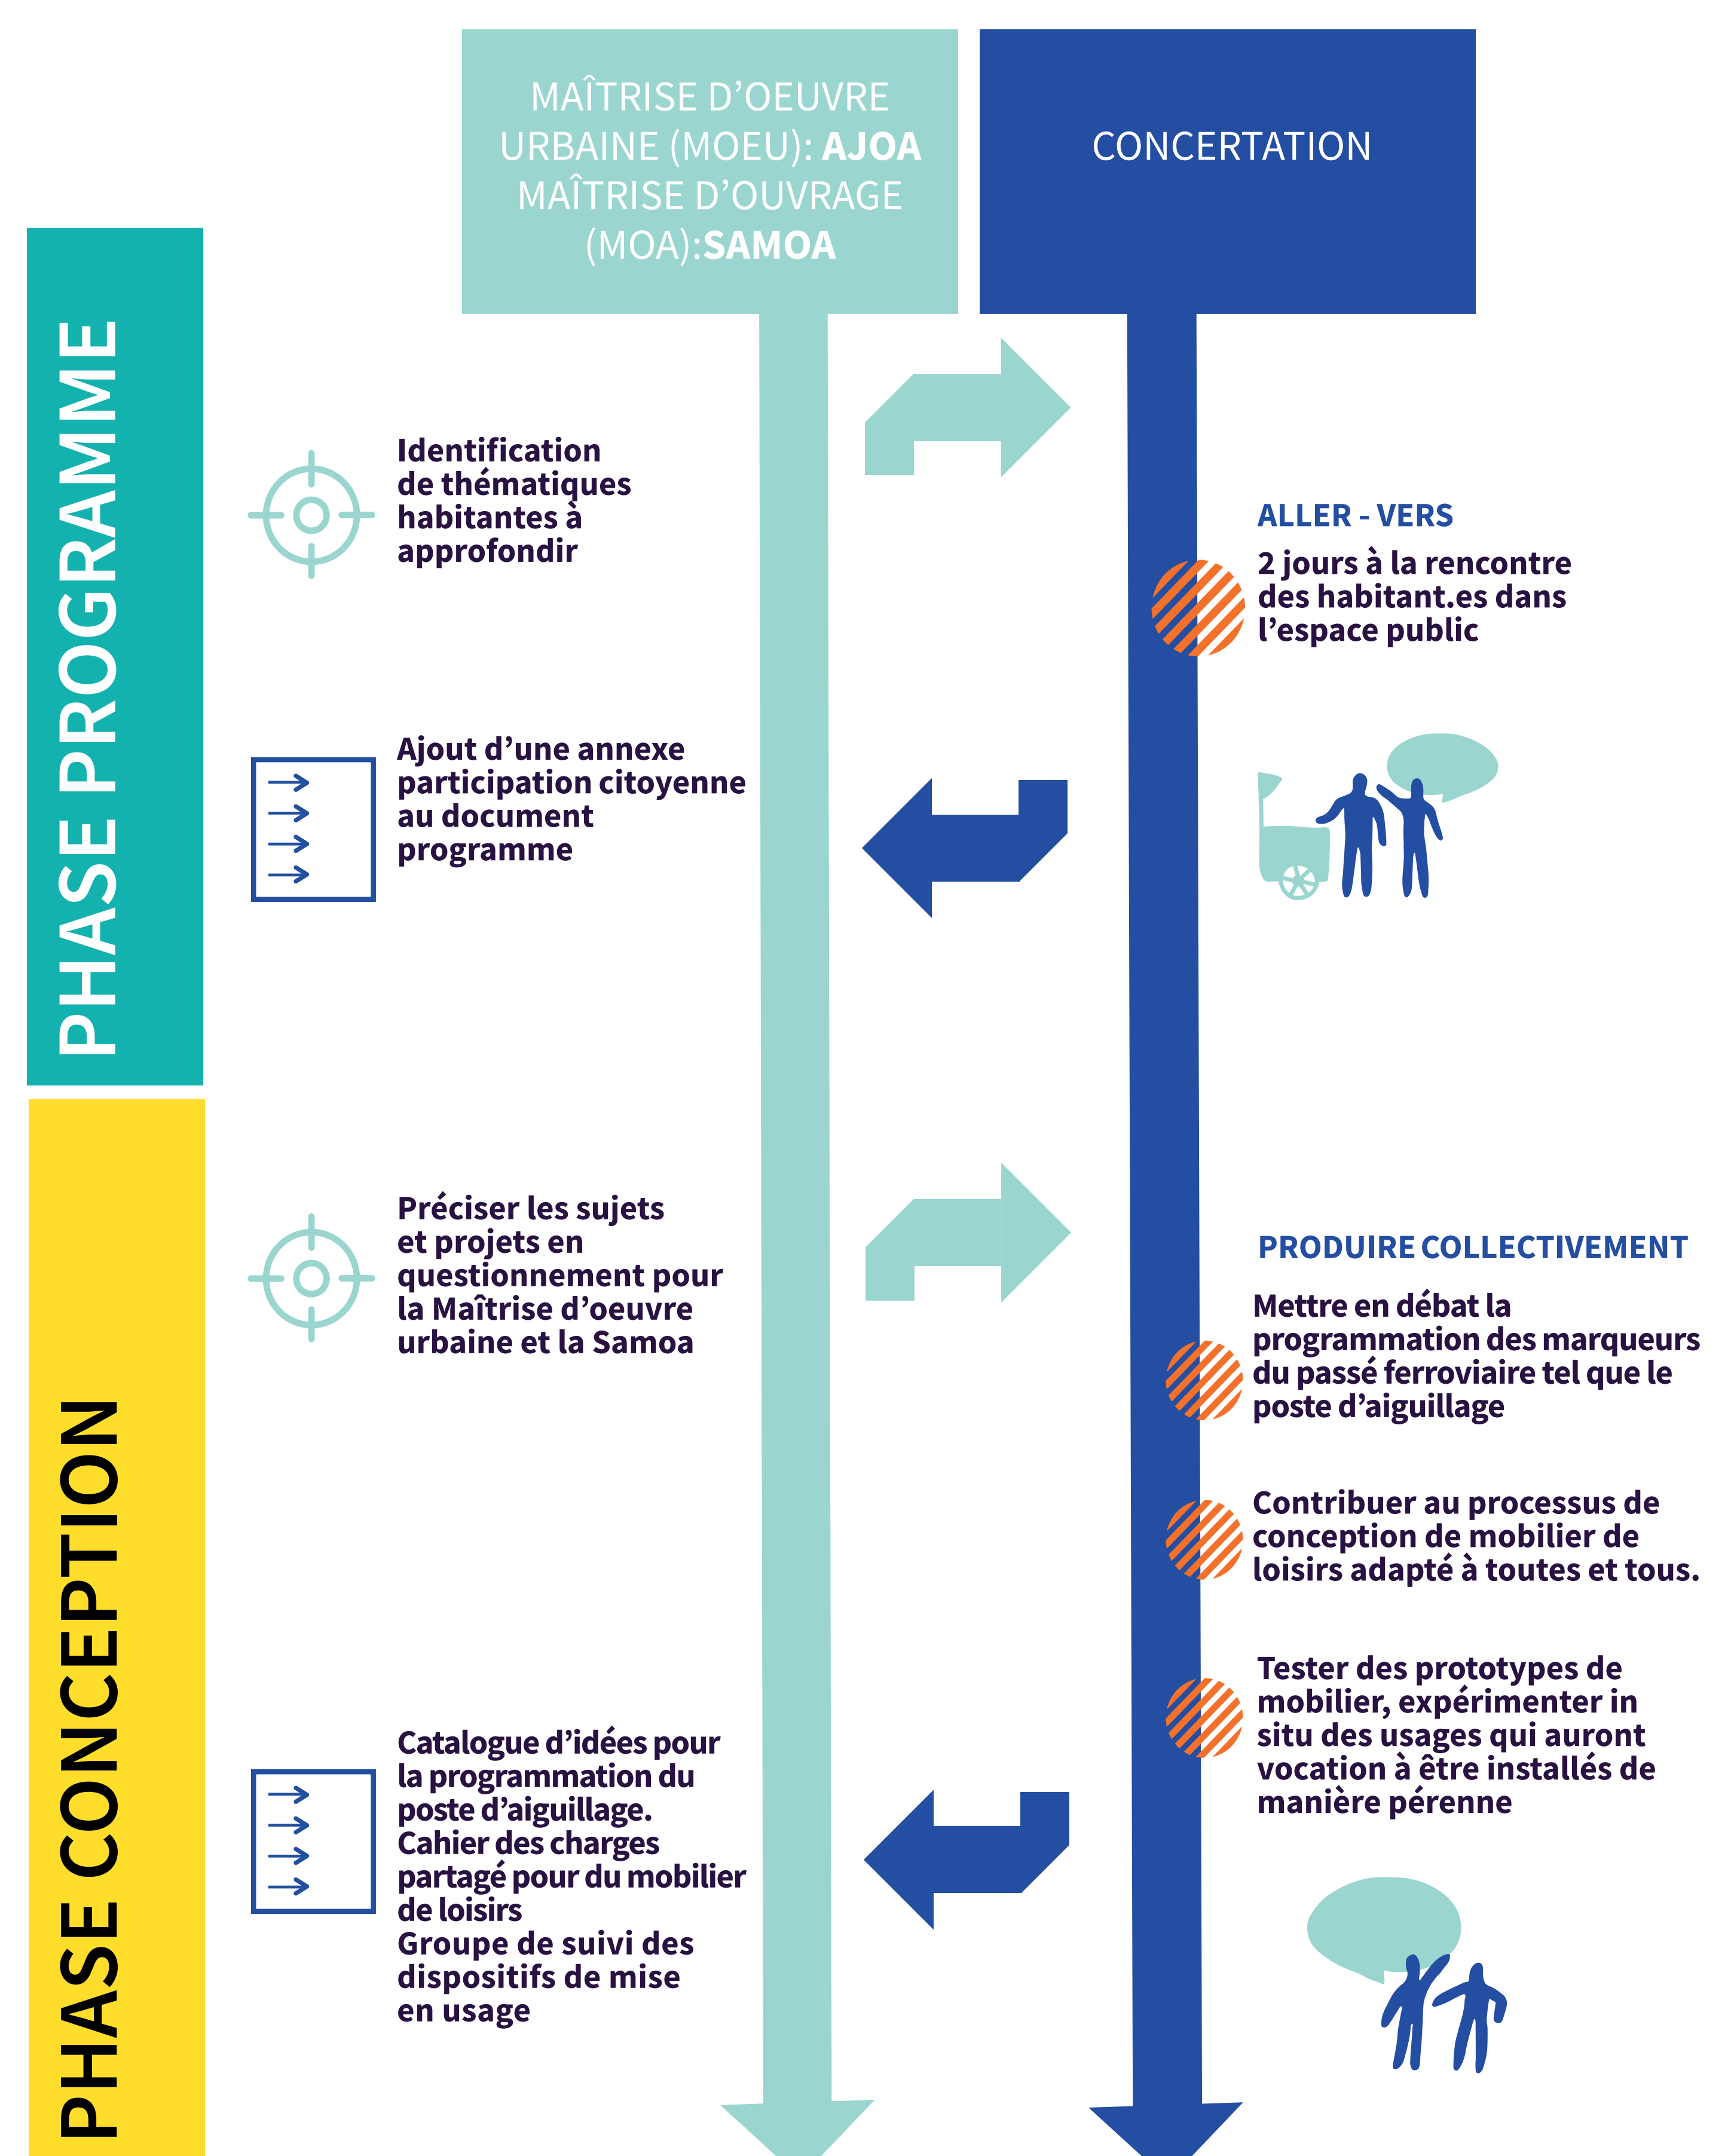 MAÎTRISE D’OEUVRE
URBAINE (MOEU): AJOA
MAÎTRISE D’OUVRAGE
(MOA):SAMOA
CONCERTATION
PHASE PROGRAMME
Identification
de thématiques
habitantes à
approfondir
ALLER - VERS
2 jours à la rencontre
des habitant.es dans
l’espace public
Ajout d’une annexe
participation citoyenne
au document
programme
PHASE CONCEPTION
Préciser les sujets
et projets en
questionnement pour
la Maîtrise d’oeuvre
urbaine et la Samoa
PRODUIRE COLLECTIVEMENT
Mettre en débat la
programmation des marqueurs
du passé ferroviaire tel que le
poste d’aiguillage
Contribuer au processus de
conception de mobilier de
loisirs adapté à toutes et tous.
Tester des prototypes de
mobilier, expérimenter in
situ des usages qui auront
vocation à être installés de
manière pérenne
Catalogue d’idées pour
la programmation du
poste d’aiguillage.
Cahier des charges
partagé pour du mobilier
de loisirs
Groupe de suivi des
dispositifs de mise
en usage